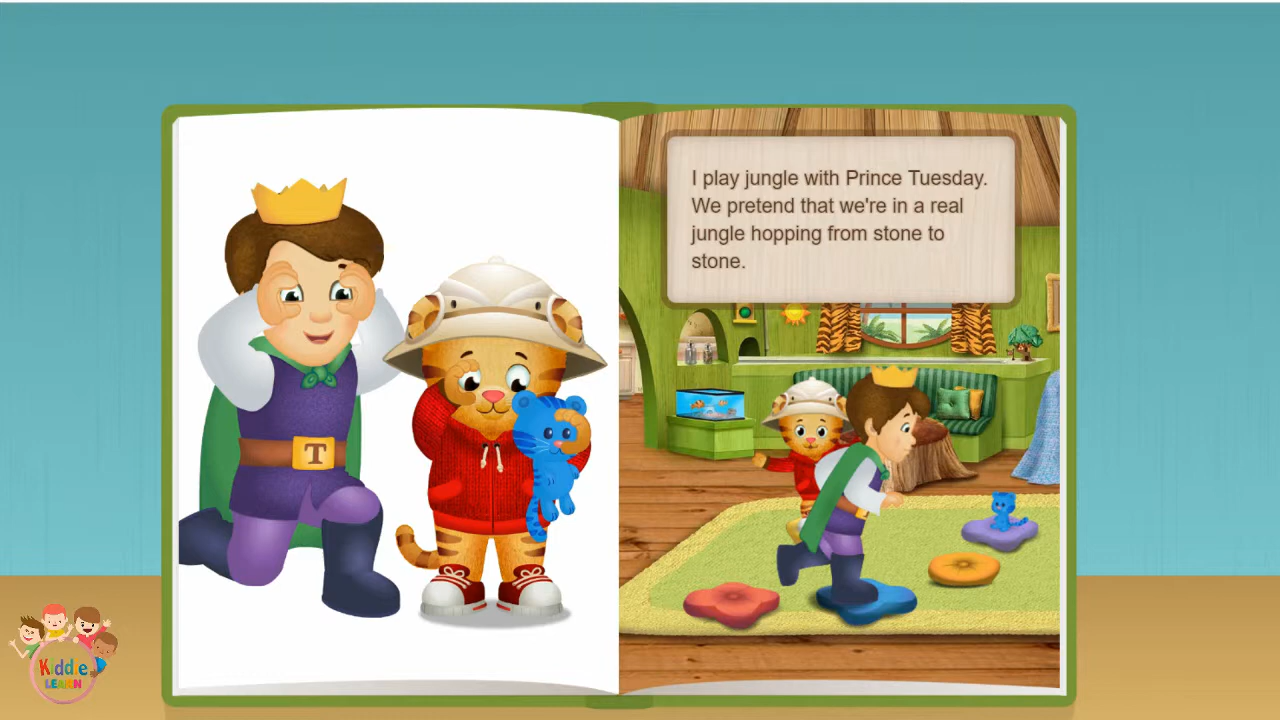 I play jungle with Prince Tuesday.
We pretend that we're in a real
jungle hopping from stone to
stone.
T
Kiddle
LEARN